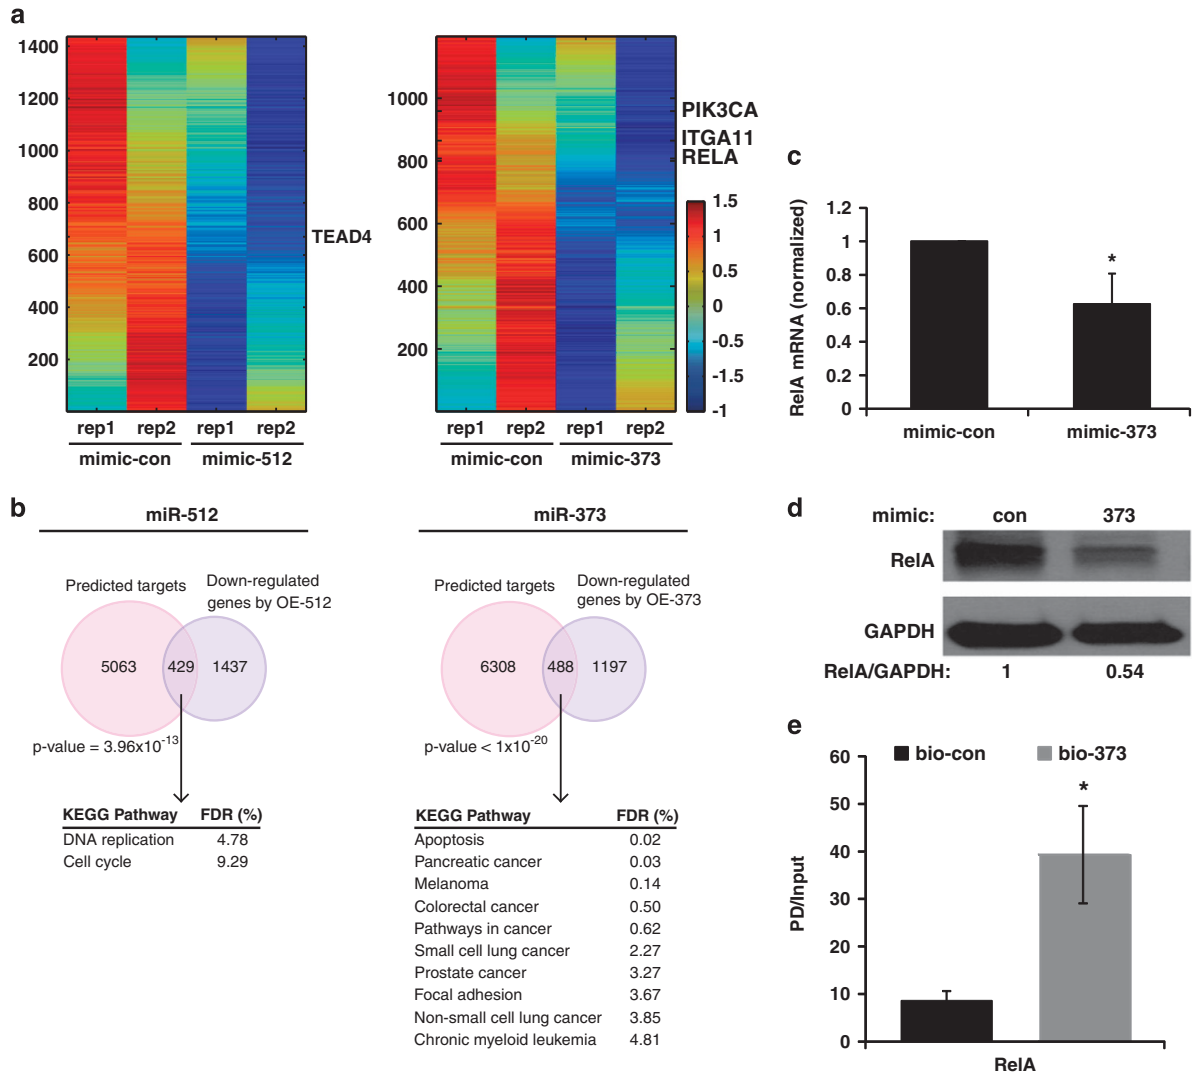 a
1400
1200
1000
800
600
400
200
TEAD4
rep1 rep2 rep1 rep2
mimic-con mimic-512
1000
800
600
400
200
PIK3CA
ITGA11
RELA
1.5
1
0.5
0
-0.5
-1
-1.5
-1
rep1 rep2 rep1 rep2
mimic-con mimic-373
c
RelA mRNA (normalized)
1.2
1
0.8
0.6
0.4
0.2
0
*
mimic-con mimic-373
b
miR-512
Predicted targets
Down-regulated
genes by OE-512
5063 429 1437
p-value = 3.96x10-13
KEGG Pathway FDR (%)
DNA replication 4.78
Cell cycle 9.29
miR-373
Predicted targets
Down-regulated
genes by OE-373
6308 488 1197
p-value < 1x10-20
KEGG Pathway FDR (%)
Apoptosis 0.02
Pancreatic cancer 0.03
Melanoma 0.14
Colorectal cancer 0.50
Pathways in cancer 0.62
Small cell lung cancer 2.27
Prostate cancer 3.27
Focal adhesion 3.67
Non-small cell lung cancer 3.85
Chronic myeloid leukemia 4.81
d
mimic: con 373
RelA
GAPDH
RelA/GAPDH: 1 0.54
e
bio-con bio-373
PD/Input
60
50
40
30
20
10
0
*
RelA